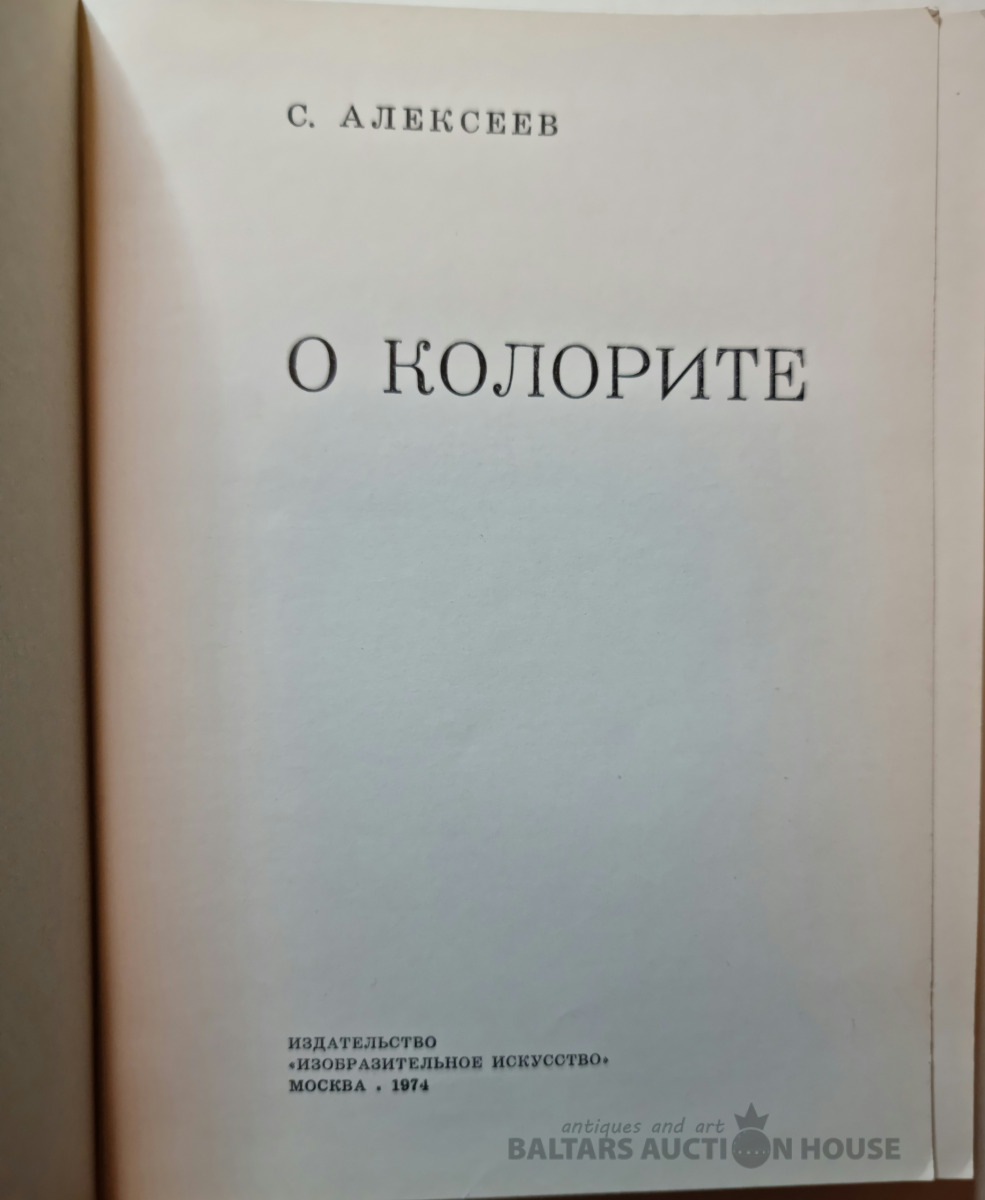 С. АЛЕКСЕЕВ
О КОЛОРИТЕ
ИЗДАТЕЛЬСТВО
«ИЗОБРАЗИТЕЛЬНОЕ ИСКУССТВО»
МОСКВА . 1974
antiques and art
BALTARS AUCTION HOUSE